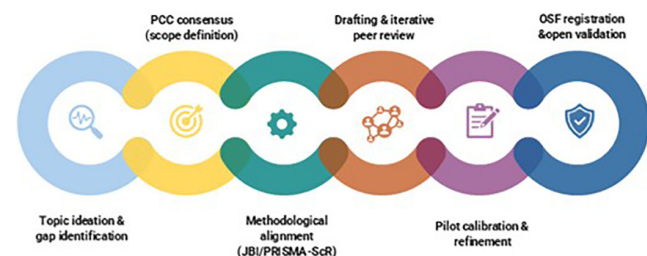 PCC consensus
(scope definition)
Drafting & iterative
peer review
OSF registration
&open validation
Topic ideation &
gap identification
Methodological
alignment
(JBI/PRISMA-ScR)
Pilot calibration &
refinement